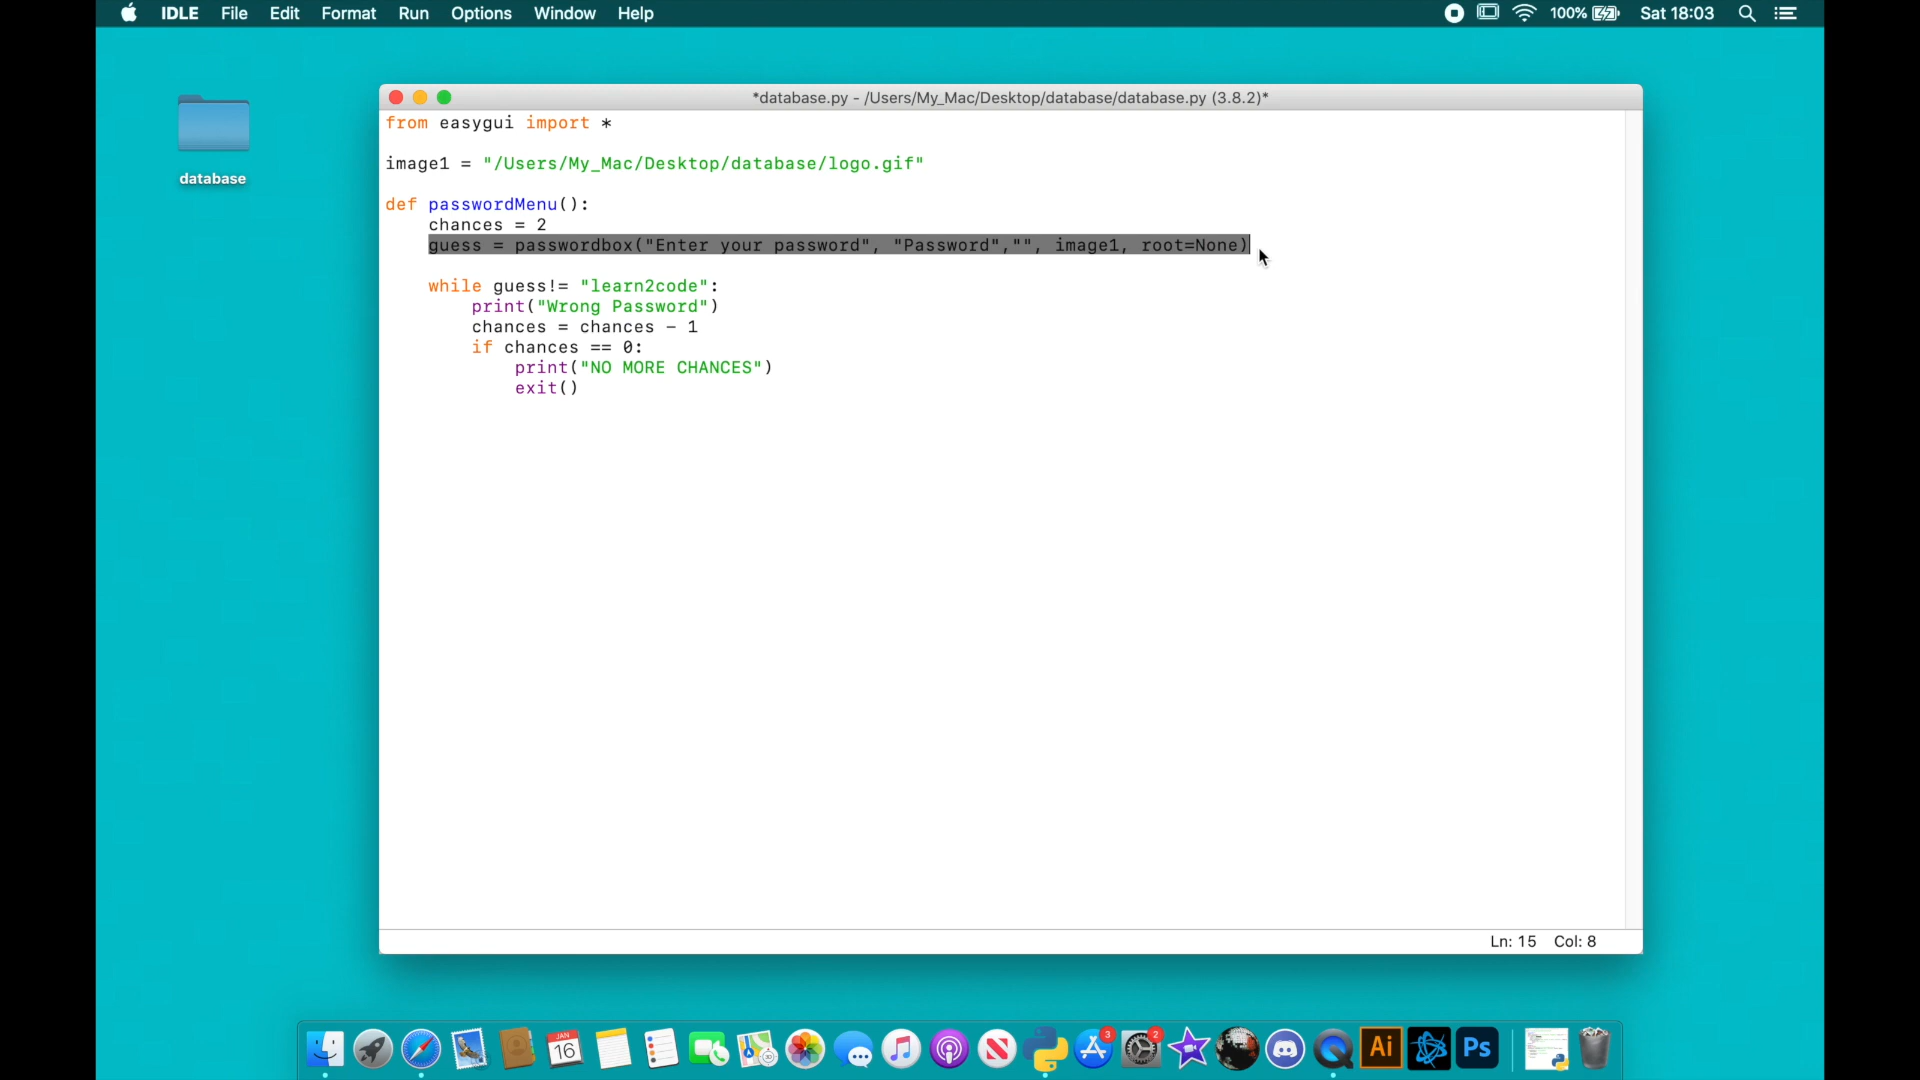 IDLE File Edit Format Run Options Window Help 100% Sat 18:03
database
*database.py - /Users/My_Mac/Desktop/database/database.py (3.8.2)*
from easygui import *
image1 = "/Users/My_Mac/Desktop/database/logo.gif"
def passwordMenu():
chances = 2
guess = passwordbox("Enter your password", "Password","", image1, root=None)
while guess!= "learn2code":
print("Wrong Password")
chances = chances - 1
if chances == 0:
print("NO MORE CHANCES")
exit()
Ln: 15 Col: 8
JAN
16
3
2
Ai
Ps